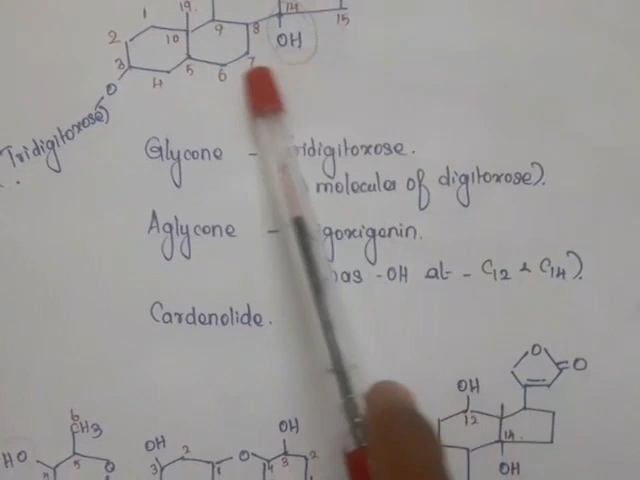 19
14
15
1
2
10
9
8
OH
3
5
6
7
4
O
Tridigitoxose)
Glycone -
molecules of digitoxose).
Aglycone -
has -OH at - C12 & C14).
Cardenolide.
O
O
OH
12
14
OH
6
CH3
HO
4
5
O
OH
3
2
1
O
4
OH
3
2